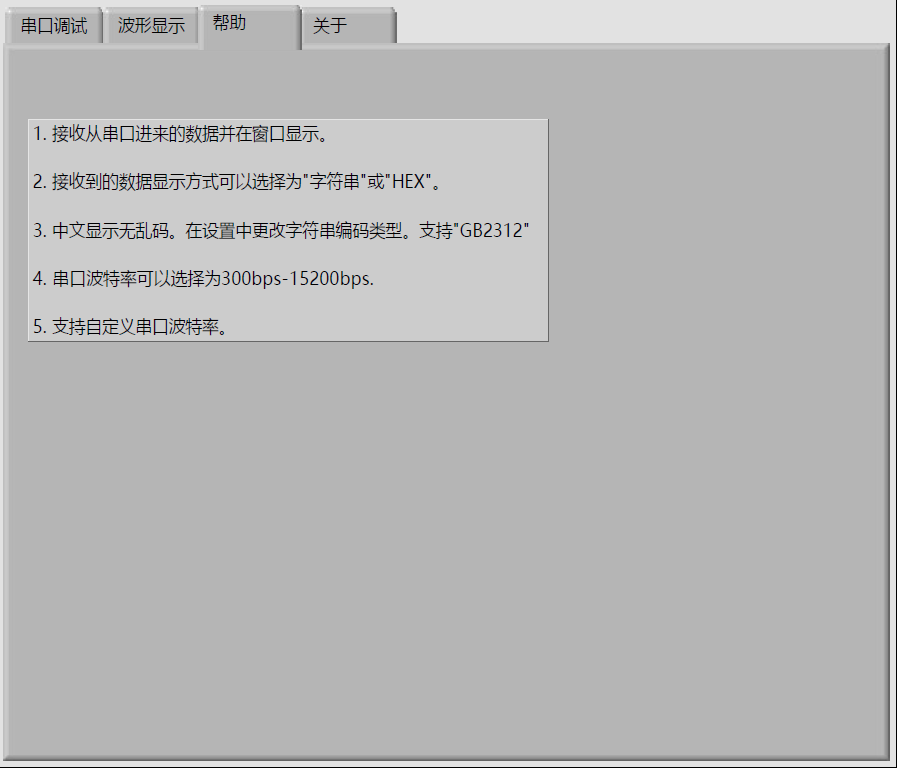 串口调试 波形显示 帮助 关于
1. 接收从串口进来的数据并在窗口显示。
2. 接收到的数据显示方式可以选择为"字符串"或"HEX"。
3. 中文显示无乱码。在设置中更改字符串编码类型。支持"GB2312"
4. 串口波特率可以选择为300bps-15200bps.
5. 支持自定义串口波特率。